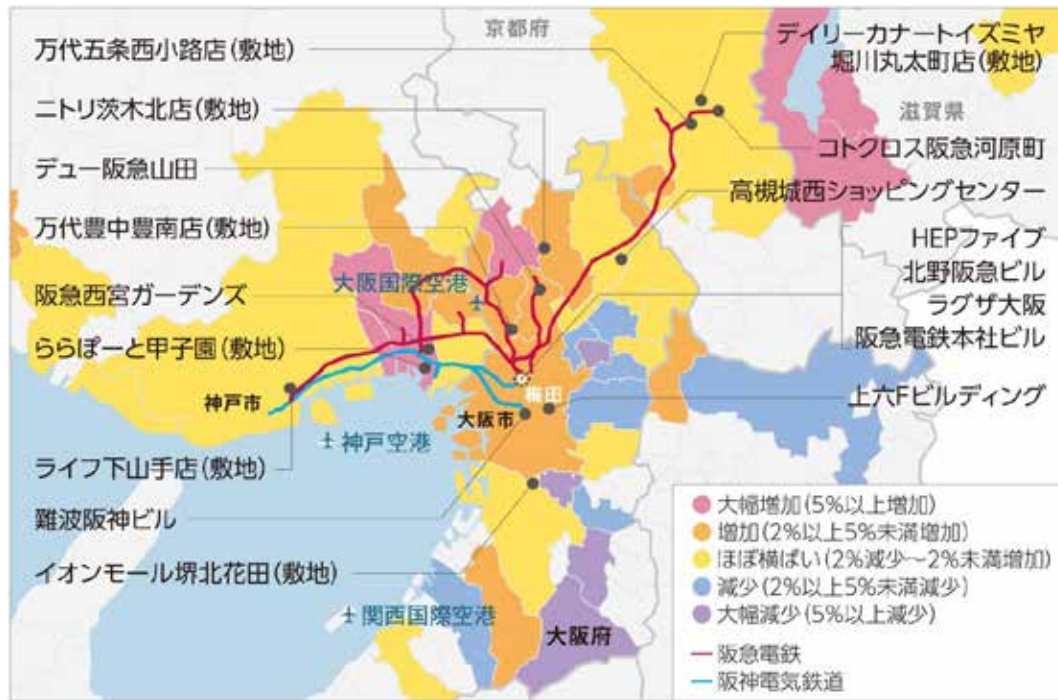 京都府
万代五条西小路店(敷地)
デイリーカナートイズミヤ
堀川丸太町店(敷地)
ニトリ茨木北店(敷地)
滋賀県
コトクロス阪急河原町
デュー阪急山田
高槻城西ショッピングセンター
万代豊中豊南店(敷地)
HEPファイブ
大阪国際空港
北野阪急ビル
阪急西宮ガーデンズ
ラグザ大阪
ららぽーと甲子園(敷地)
阪急電鉄本社ビル
梅田
神戸市
大阪市
上六Fビルディング
神戸空港
ライフ下山手店(敷地)
難波阪神ビル
イオンモール堺北花田(敷地)
関西国際空港
大阪府
大幅増加(5%以上増加)
増加(2%以上5%未満増加)
ほぼ横ばい(2%減少～2%未満増加)
減少(2%以上5%未満減少)
大幅減少(5%以上減少)
阪急電鉄
阪神電気鉄道